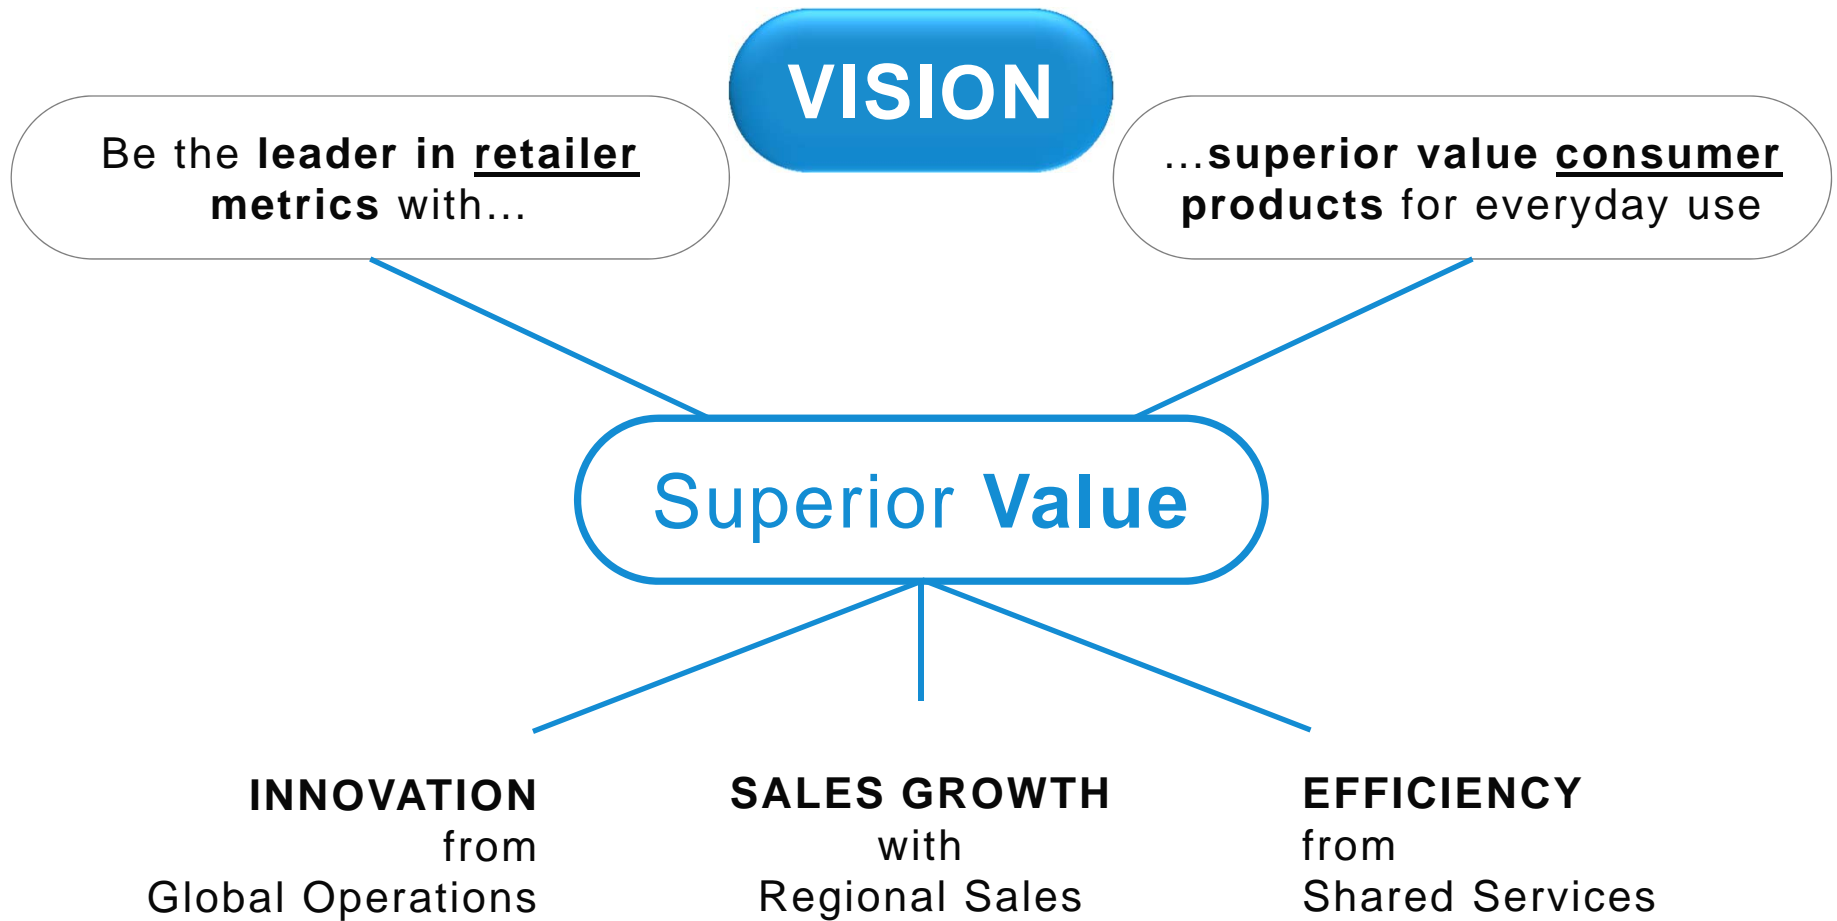 VISION
Be the leader in retailer
metrics with...
...superior value consumer
products for everyday use
Superior Value
INNOVATION
from
Global Operations
SALES GROWTH
with
Regional Sales
EFFICIENCY
from
Shared Services